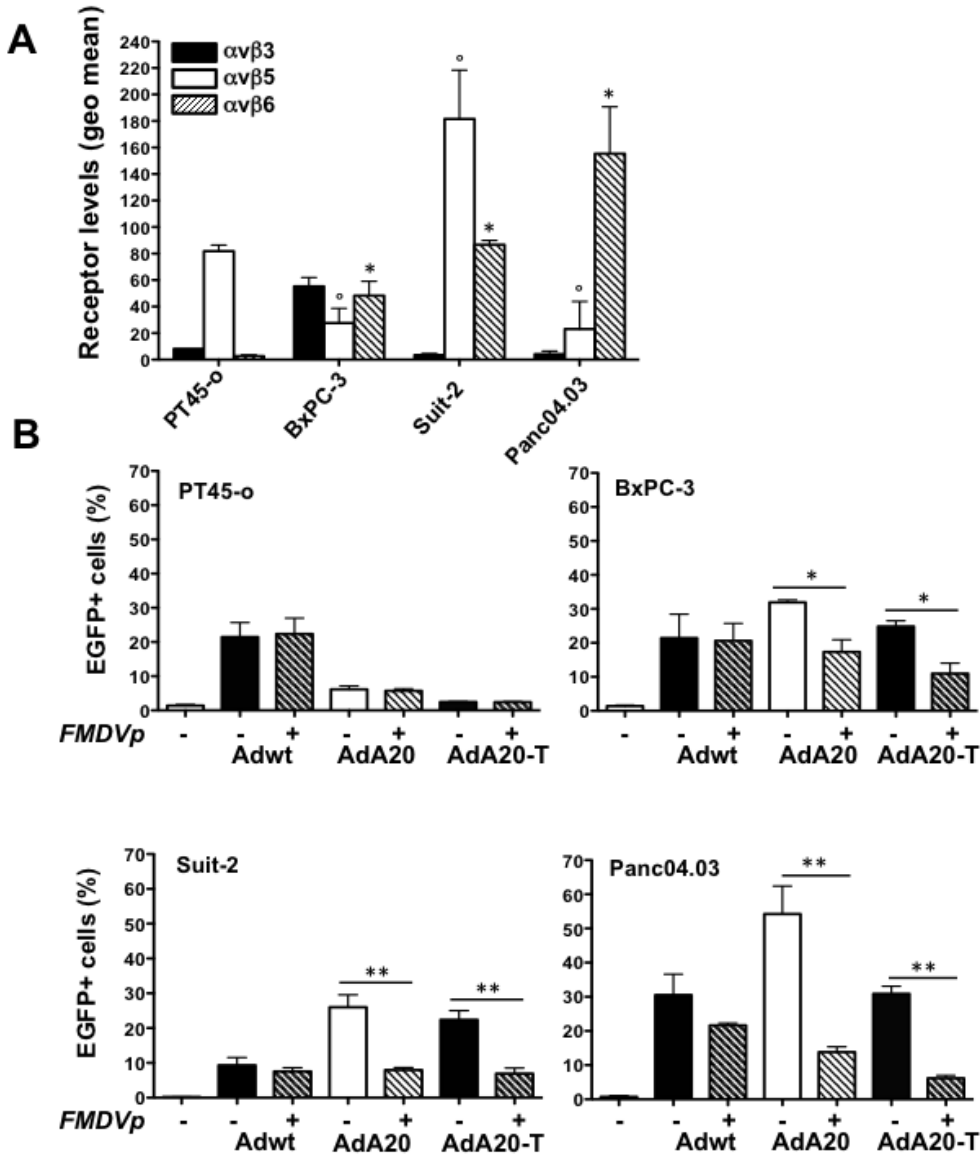 A
Receptor levels (geo mean)
240
220
200
180
160
140
120
100
80
60
40
20
0
αvβ3
αvβ5
αvβ6
° * ° * ° *
PT45-o BxPC-3 Suit-2 Panc04.03
B
EGFP+ cells (%)
70
60
50
40
30
20
10
0
PT45-o
FMDVp - - + - + - +
Adwt AdA20 AdA20-T
70
60
50
40
30
20
10
0
BxPC-3
* *
- - + - + - +
Adwt AdA20 AdA20-T
EGFP+ cells (%)
70
60
50
40
30
20
10
0
Suit-2
** **
FMDVp - - + - + - +
Adwt AdA20 AdA20-T
70
60
50
40
30
20
10
0
Panc04.03
** **
- - + - + - +
Adwt AdA20 AdA20-T